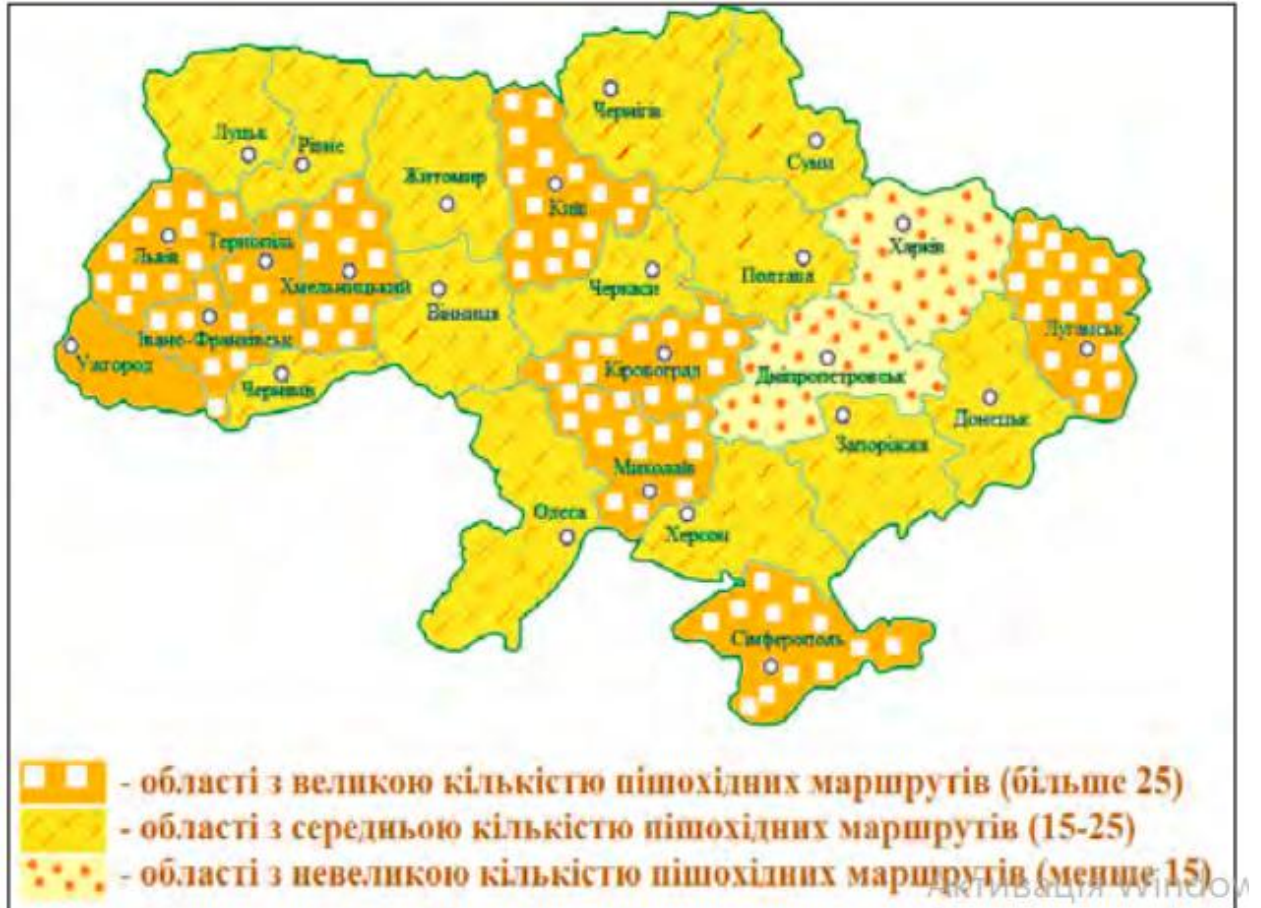 Чернігів
Луцьк
Рівне
Суми
Житомир
Київ
Харків
Львів
Тернопіль
Хмельницький
Черкаси
Полтава
Вінниця
Луганськ
Івано-Франківськ
Ужгород
Кіровоград
Дніпропетровськ
Чернівці
Донецьк
Запоріжжя
Миколаїв
Одеса
Херсон
Сімферополь
- області з великою кількістю пішохідних маршрутів (більше 25)
- області з середньою кількістю пішохідних маршрутів (15-25)
- області з невеликою кількістю пішохідних маршрутів (менше 15)
Активація Window